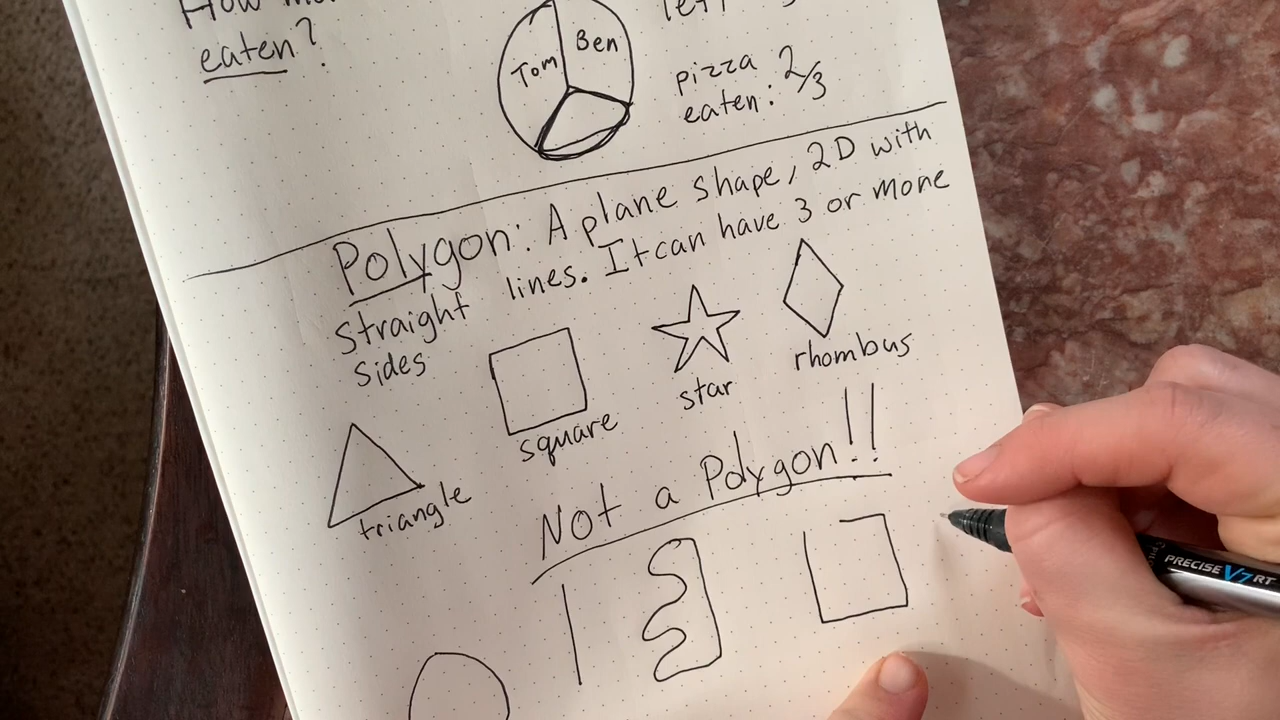 How
eaten?
Tom
Ben
pizza
eaten: 2/3
Polygon: A plane shape, 2D with
straight lines. It can have 3 or more
sides
triangle
square
star
rhombus
Not a Polygon!!
PRECISE V7 RT